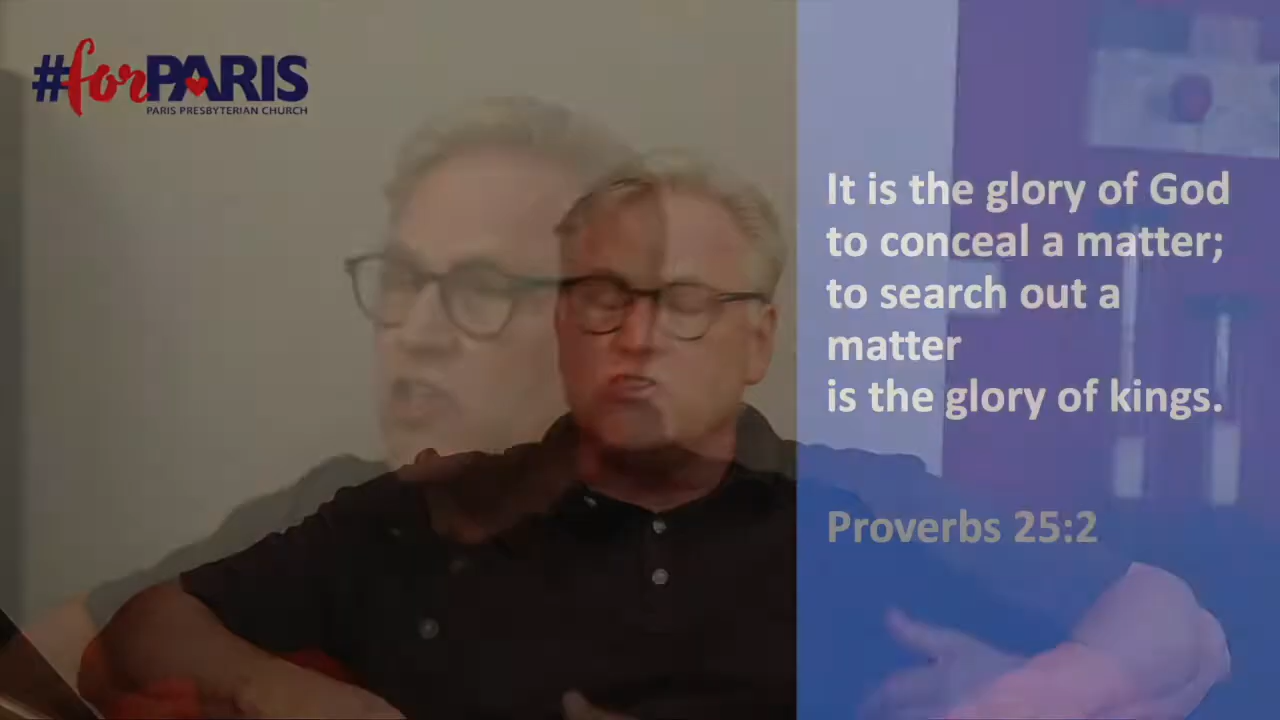 #forPARIS
PARIS PRESBYTERIAN CHURCH
It is the glory of God
to conceal a matter;
to search out a
matter
is the glory of kings.
Proverbs 25:2